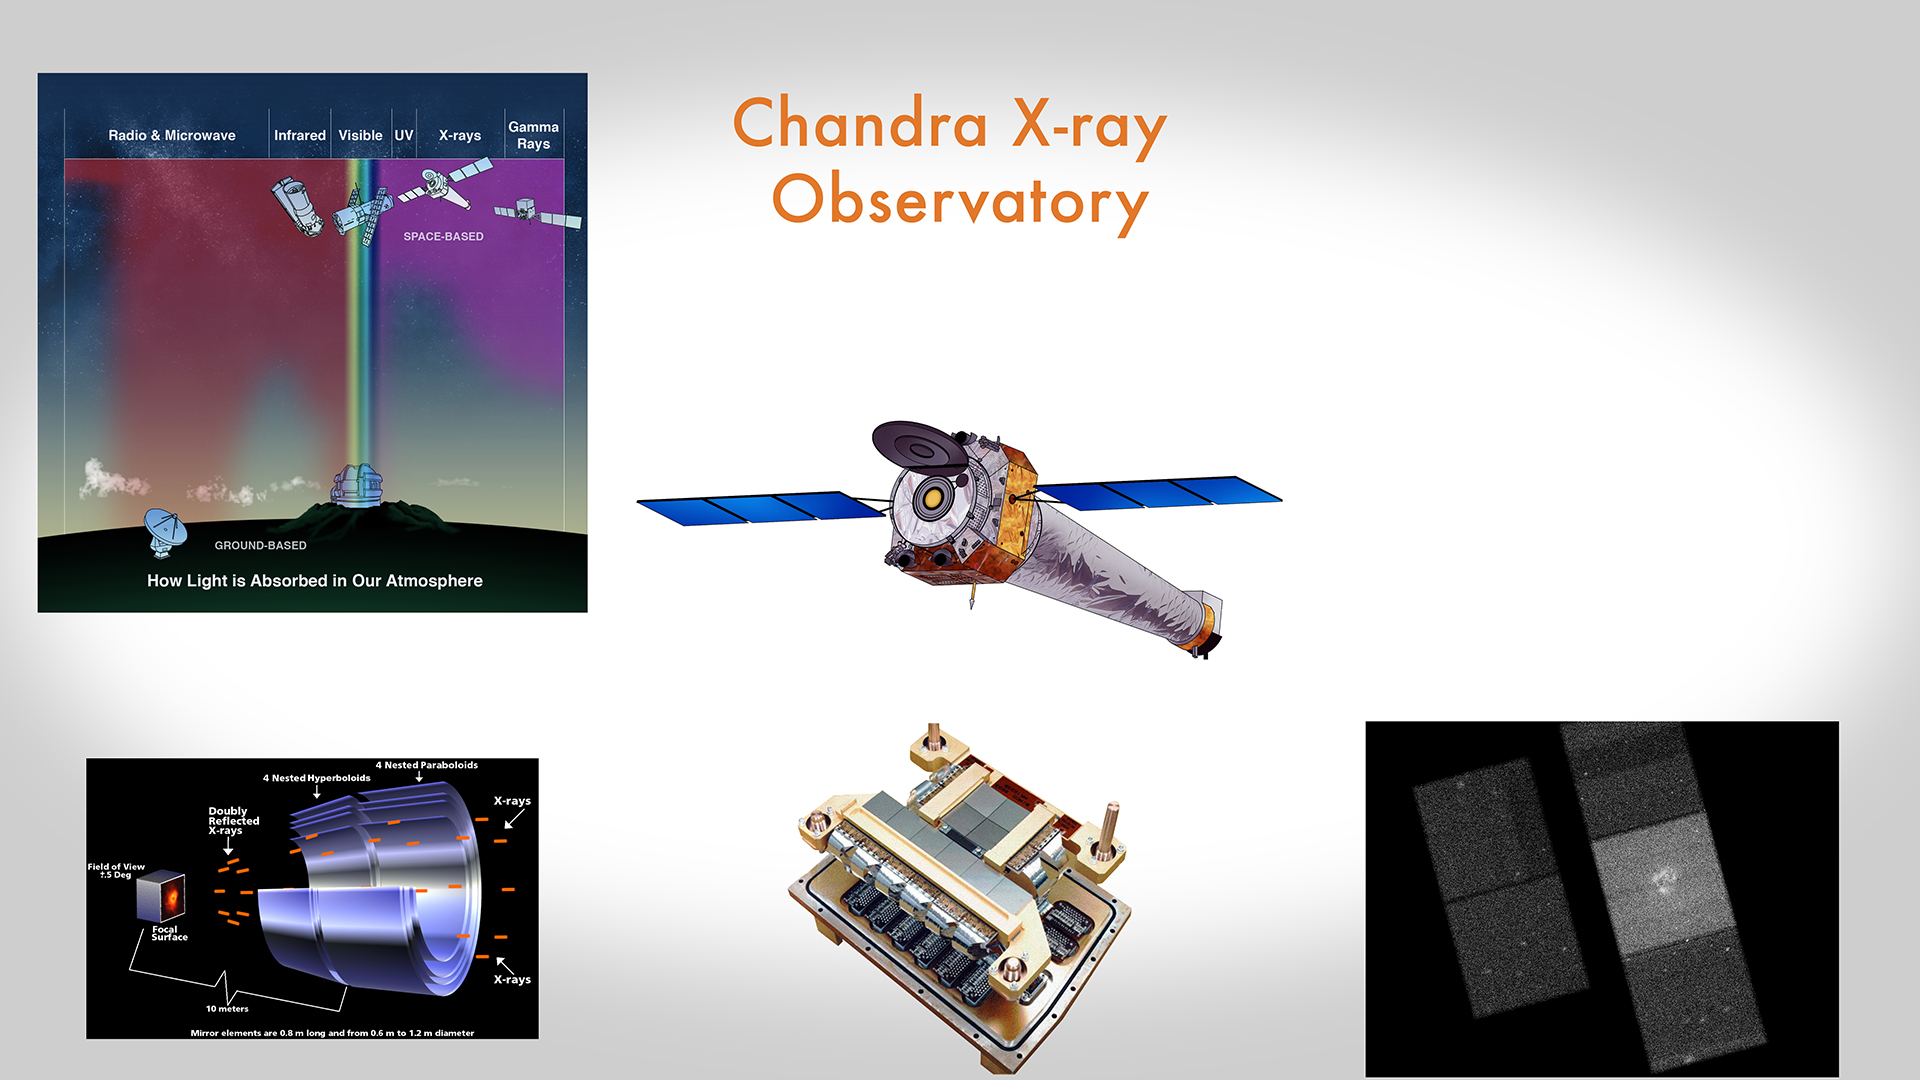 Chandra X-ray
Observatory
Radio & Microwave
Infrared
Visible
UV
X-rays
Gamma
Rays
SPACE-BASED
GROUND-BASED
How Light is Absorbed in Our Atmosphere
4 Nested Paraboloids
4 Nested Hyperboloids
X-rays
Doubly
Reflected
X-rays
Field of View
†.5 Deg
Focal
Surface
X-rays
10 meters
Mirror elements are 0.8 m long and from 0.6 m to 1.2 m diameter